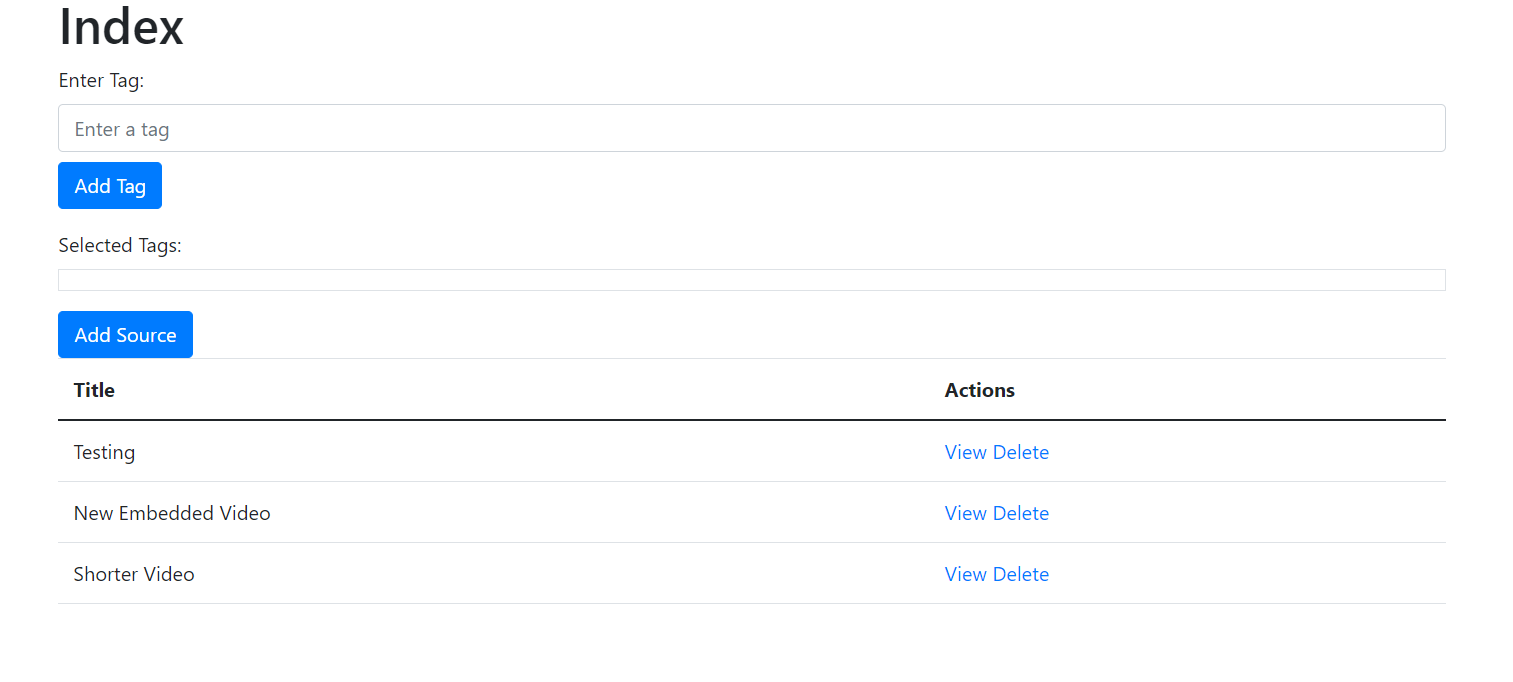 Index
Enter Tag:
Enter a tag
Add Tag
Selected Tags:
Add Source
Title Actions
Testing View Delete
New Embedded Video View Delete
Shorter Video View Delete